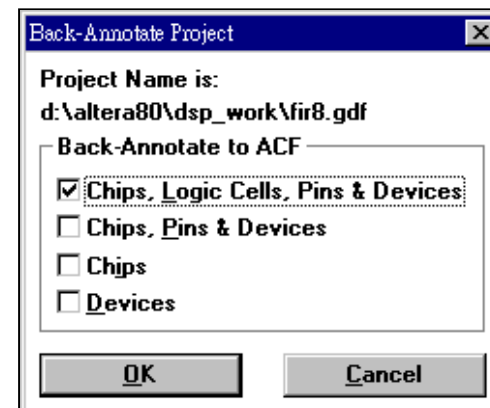 Back-Annotate Project
Project Name is:
d:\altera80\dsp_work\fir8.gdf
Back-Annotate to ACF
Chips, Logic Cells, Pins & Devices
Chips, Pins & Devices
Chips
Devices
OK
Cancel